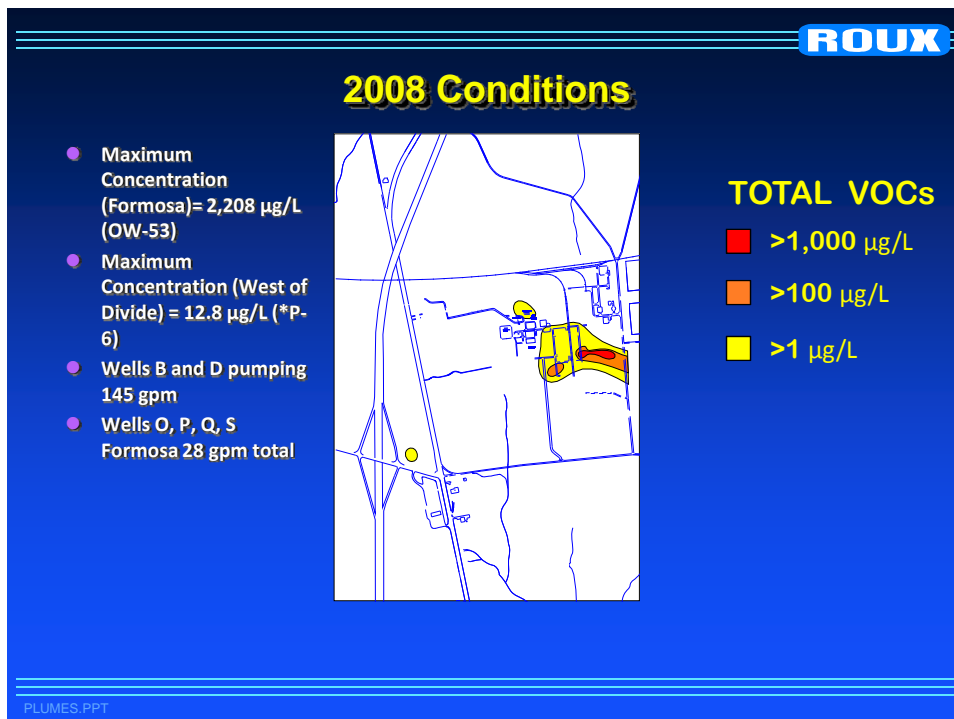 ROUX
2008 Conditions
Maximum
Concentration
(Formosa)= 2,208 µg/L
(OW-53)
Maximum
Concentration (West of
Divide) = 12.8 µg/L (*P-
6)
Wells B and D pumping
145 gpm
Wells O, P, Q, S
Formosa 28 gpm total
TOTAL VOCs
>1,000 µg/L
>100 µg/L
>1 µg/L
PLUMES.PPT